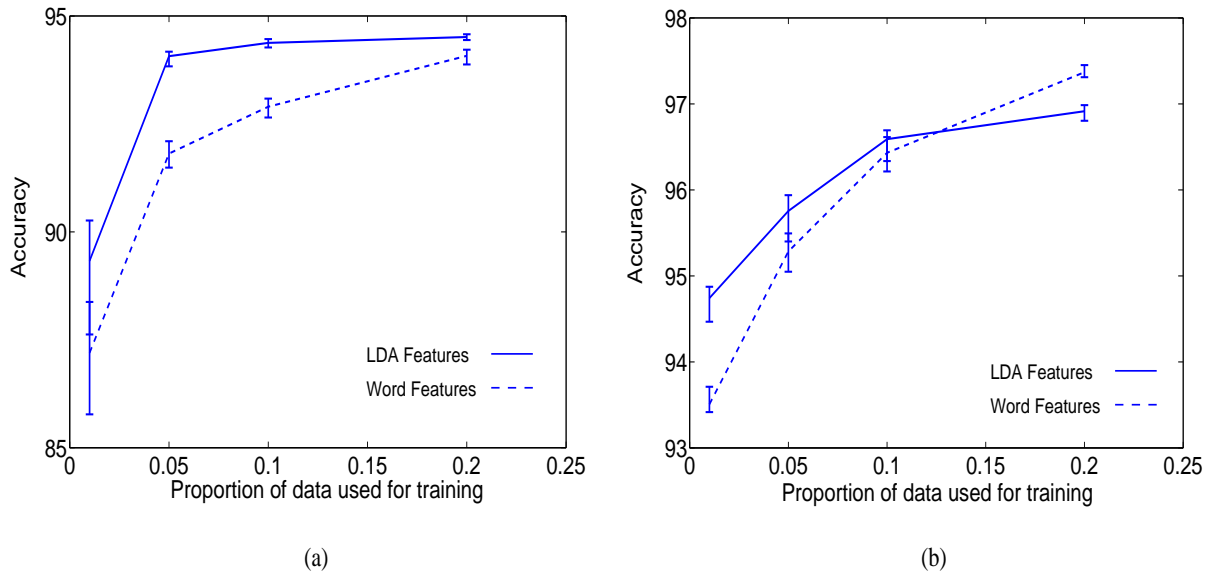 95
90
85
Accuracy
0 0.05 0.1 0.15 0.2 0.25
Proportion of data used for training
LDA Features
Word Features
(a)
98
97
96
95
94
93
Accuracy
0 0.05 0.1 0.15 0.2 0.25
Proportion of data used for training
LDA Features
Word Features
(b)